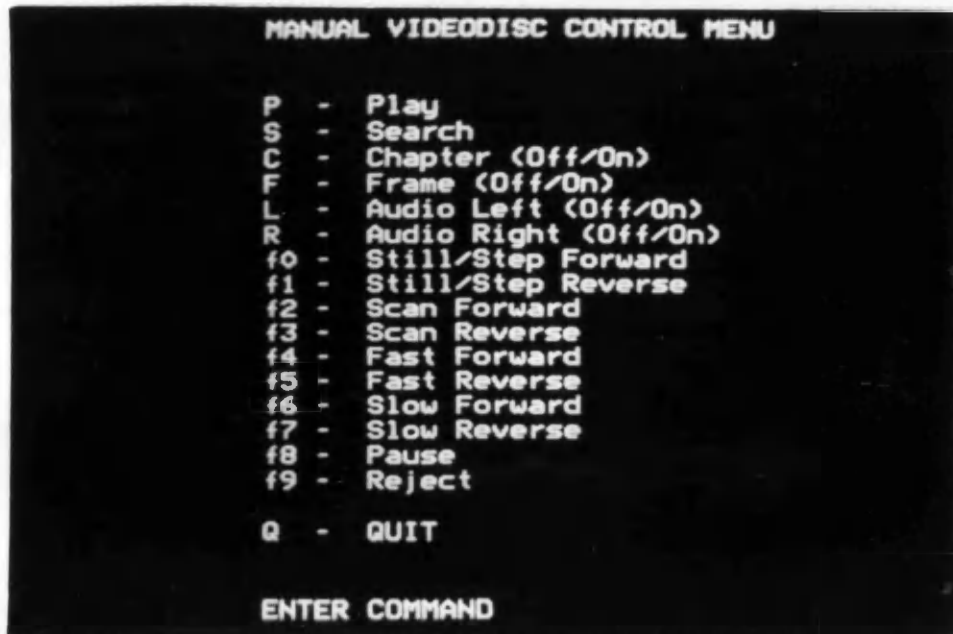 MANUAL VIDEODISC CONTROL MENU
P - Play
S - Search
C - Chapter (Off/On)
F - Frame (Off/On)
L - Audio Left (Off/On)
R - Audio Right (Off/On)
f0 - Still/Step Forward
f1 - Still/Step Reverse
f2 - Scan Forward
f3 - Scan Reverse
f4 - Fast Forward
f5 - Fast Reverse
f6 - Slow Forward
f7 - Slow Reverse
f8 - Pause
f9 - Reject
Q - QUIT
ENTER COMMAND